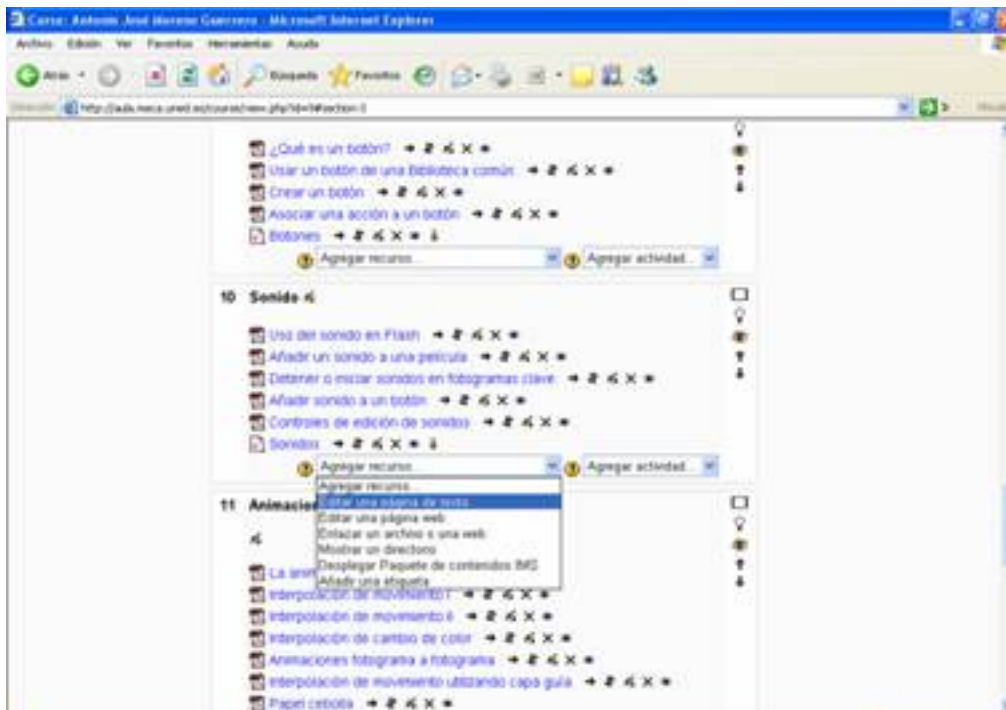 Curso: Antonio José Moreno Guerrero - Microsoft Internet Explorer
Archivo Edición Ver Favoritos Herramientas Ayuda
Atrás Búsqueda Favoritos
¿Qué es un botón?
Usar un botón de una Biblioteca común
Crear un botón
Asociar una acción a un botón
Botones
Agregar recurso... Agregar actividad...
10 Sonido
Uso del sonido en Flash
Añadir un sonido a una película
Detener o iniciar sonidos en fotogramas clave
Añadir sonido a un botón
Controles de edición de sonidos
Sonidos
Agregar recurso... Agregar actividad...
Agregar recurso...
Editar una página de texto
11 Animacio
Editar una página web
Enlazar un archivo o una web
Mostrar un directorio
Desplegar Paquete de contenidos IMS
La anim
Añadir una etiqueta
Interpolación de movimiento I
Interpolación de movimiento II
Interpolación de cambio de color
Animaciones fotograma a fotograma
Interpolación de movimiento utilizando capa guía
Papel cebolla